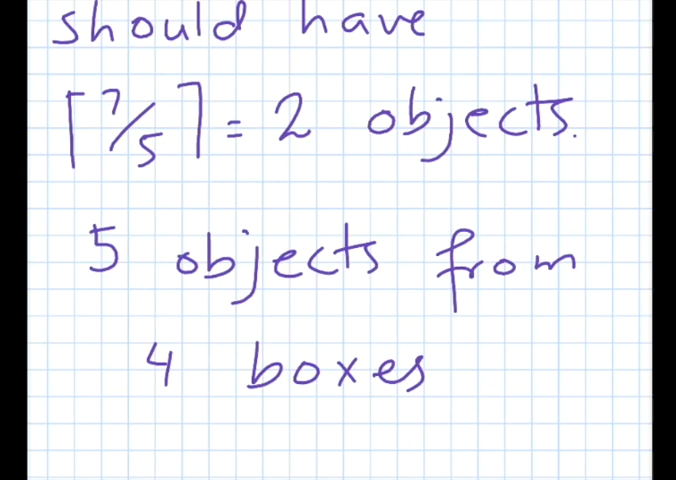 should have
⌈7/5⌉ = 2 objects.
5 objects from
4 boxes